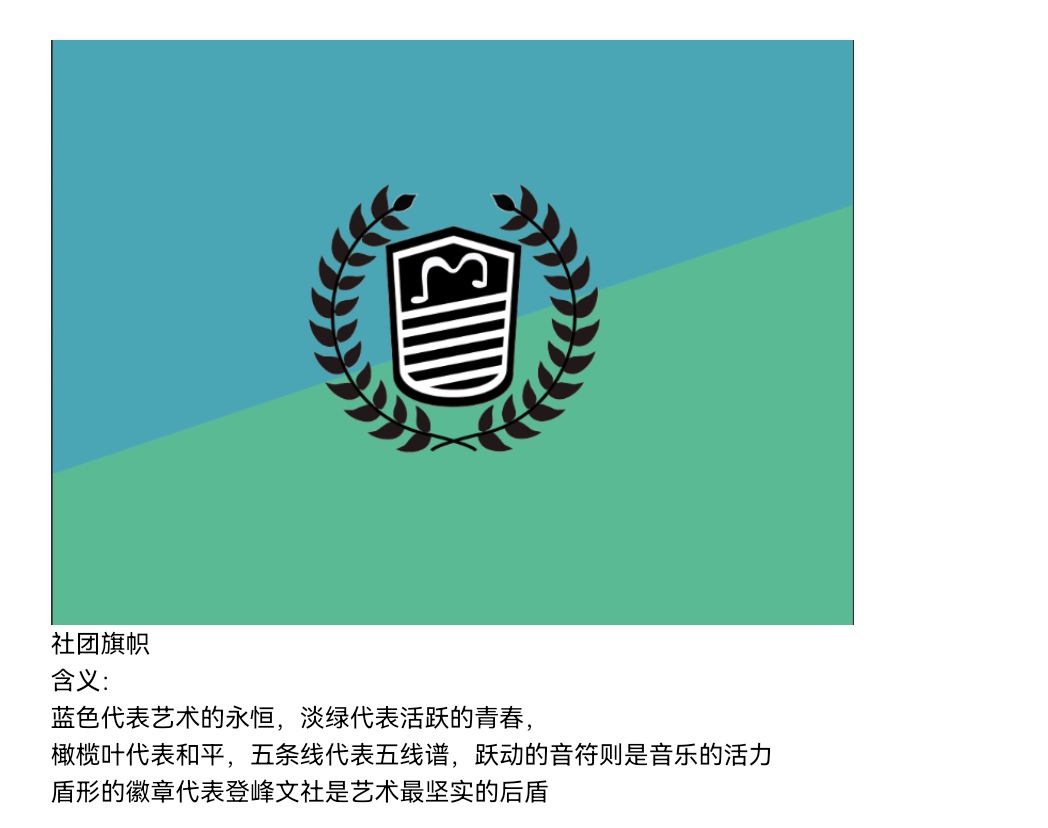 社团旗帜
含义：
蓝色代表艺术的永恒，淡绿代表活跃的青春，
橄榄叶代表和平，五条线代表五线谱，跃动的音符则是音乐的活力
盾形的徽章代表登峰文社是艺术最坚实的后盾